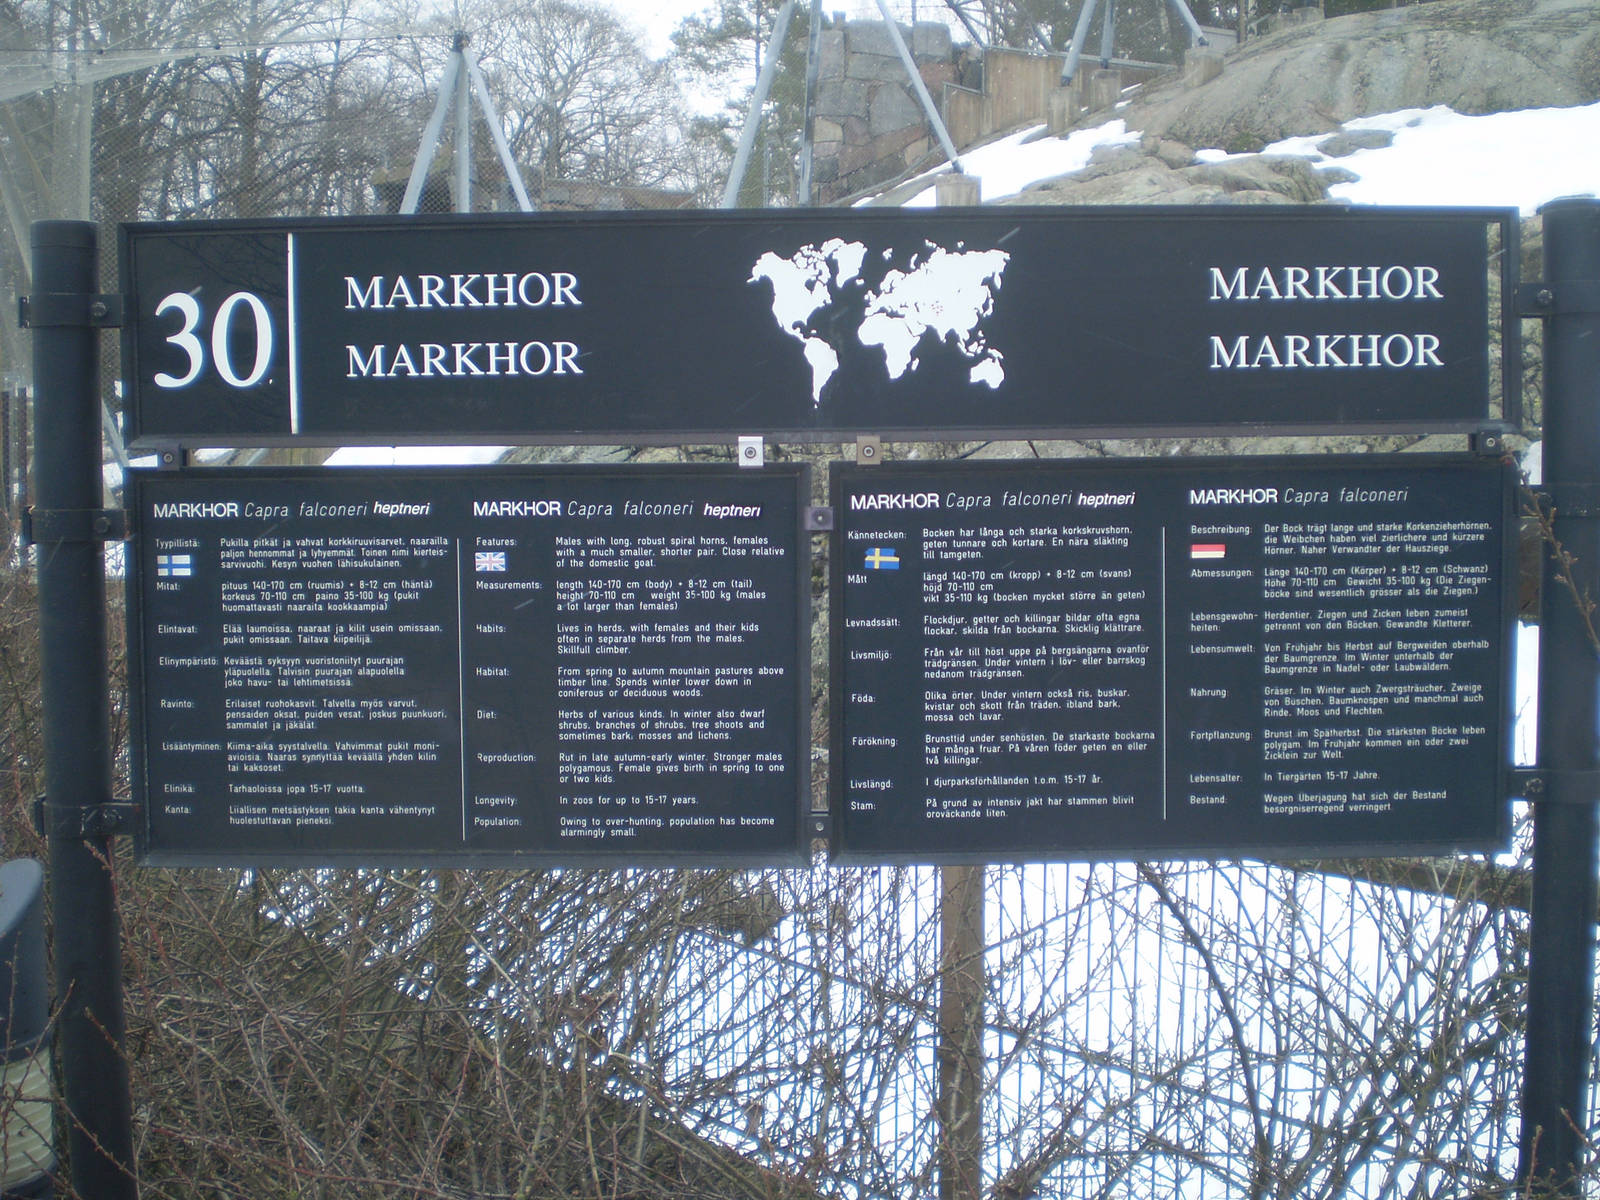 30
MARKHOR
MARKHOR
MARKHOR
MARKHOR
MARKHOR Capra falconeri heptneri
Tyypillistä: Pukilla pitkät ja vahvat korkkiruuvisarvet, naarailla
paljon hennommat ja lyhyemmät. Toinen nimi kierteis-
sarvivuohi. Kesyn vuohen lähisukulainen.
Mitat: pituus 140-170 cm (ruumis) + 8-12 cm (häntä)
korkeus 70-110 cm paino 35-100 kg (pukit
huomattavasti naaraita kookkaampia)
Elintavat: Elää laumoissa, naaraat ja kilit usein omissaan,
pukit omissaan. Taitava kiipeilijä.
Elinympäristö: Keväästä syksyyn vuoristoniityt puurajan
yläpuolella. Talvisin puurajan alapuolella
joko havu- tai lehtimetsissä.
Ravinto: Erilaiset ruohokasvit. Talvella myös varvut,
pensaiden oksat, puiden vesat, joskus puunkuori,
sammalet ja jäkälät.
Lisääntyminen: Kiima-aika syystalvella. Vahvimmat pukit moni-
avioisia. Naaras synnyttää keväällä yhden kilin
tai kaksoset.
Elinikä: Tarhaoloissa jopa 15-17 vuotta.
Kanta: Liiallisen metsästyksen takia kanta vähentynyt
huolestuttavan pieneksi.
MARKHOR Capra falconeri heptneri
Features: Males with long, robust spiral horns, females
with a much smaller, shorter pair. Close relative
of the domestic goat.
Measurements: length 140-170 cm (body) + 8-12 cm (tail)
height 70-110 cm weight 35-100 kg (males
a lot larger than females)
Habits: Lives in herds, with females and their kids
often in separate herds from the males.
Skillfull climber.
Habitat: From spring to autumn mountain pastures above
timber line. Spends winter lower down in
coniferous or deciduous woods.
Diet: Herbs of various kinds. In winter also dwarf
shrubs, branches of shrubs, tree shoots and
sometimes bark, mosses and lichens.
Reproduction: Rut in late autumn-early winter. Stronger males
polygamous. Female gives birth in spring to one
or two kids.
Longevity: In zoos for up to 15-17 years.
Population: Owing to over-hunting, population has become
alarmingly small.
MARKHOR Capra falconeri heptneri
Kännetecken: Bocken har långa och starka korkskruvshorn,
geten tunnare och kortare. En nära släkting
till tamgeten.
Mått längd 140-170 cm (kropp) + 8-12 cm (svans)
höjd 70-110 cm
vikt 35-110 kg (bocken mycket större än geten)
Levnadssätt: Flockdjur, getter och killingar bildar ofta egna
flockar, skilda från bockarna. Skicklig klättrare.
Livsmiljö: Från vår till höst uppe på bergsängarna ovanför
trädgränsen. Under vintern i löv- eller barrskog
nedanom trädgränsen.
Föda: Olika örter. Under vintern också ris, buskar,
kvistar och skott från träden, ibland bark,
mossa och lavar.
Förökning: Brunsttid under senhösten. De starkaste bockarna
har många fruar. På våren föder geten en eller
två killingar.
Livslängd: I djurparksförhållanden t.o.m. 15-17 år.
Stam: På grund av intensiv jakt har stammen blivit
oroväckande liten.
MARKHOR Capra falconeri
Beschreibung: Der Bock trägt lange und starke Korkenzieherhörnen,
die Weibchen haben viel zierlichere und kürzere
Hörner. Naher Verwandter der Hausziege.
Abmessungen: Länge 140-170 cm (Körper) + 8-12 cm (Schwanz)
Höhe 70-110 cm Gewicht 35-100 kg (Die Ziegen-
böcke sind wesentlich grösser als die Ziegen.)
Lebensgewohn- Herdentier. Ziegen und Zicken leben zumeist
heiten: getrennt von den Böcken. Gewandte Kletterer.
Lebensumwelt: Von Frühjahr bis Herbst auf Bergweiden oberhalb
der Baumgrenze. Im Winter unterhalb der
Baumgrenze in Nadel- oder Laubwäldern.
Nahrung: Gräser. Im Winter auch Zwergsträucher, Zweige
von Buschen, Baumknospen und manchmal auch
Rinde, Moos und Flechten.
Fortpflanzung: Brunst im Spätherbst. Die stärksten Böcke leben
polygam. Im Frühjahr kommen ein oder zwei
Zicklein zur Welt.
Lebensalter: In Tiergärten 15-17 Jahre.
Bestand: Wegen Überjagung hat sich der Bestand
besorgniserregend verringert.